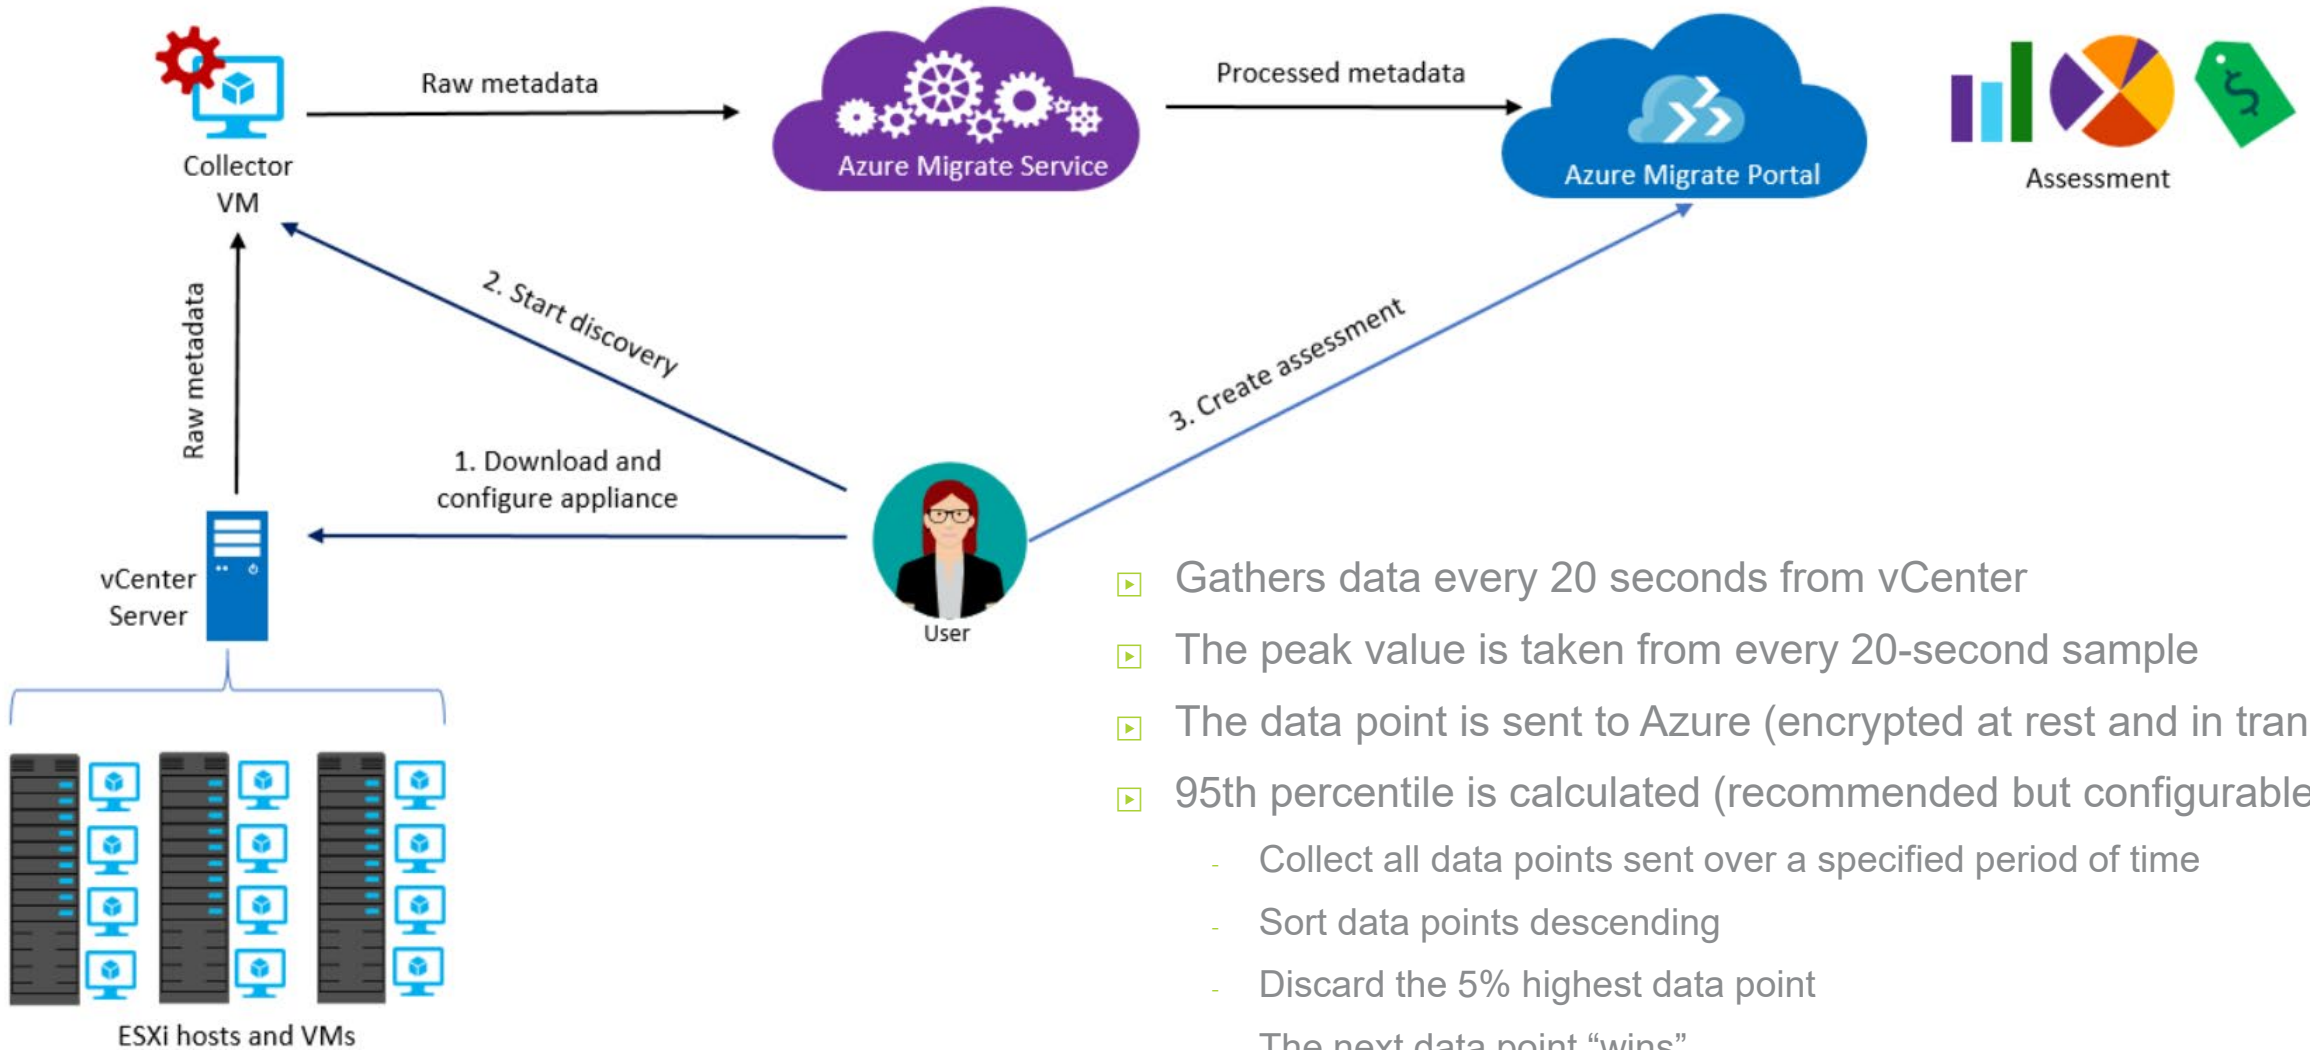 Raw metadata
Processed metadata
Azure Migrate Service
Azure Migrate Portal
Assessment
Collector
VM
2. Start discovery
Raw metadata
3. Create assessment
1. Download and
configure appliance
vCenter
Server
User
ESXi hosts and VMs
Gathers data every 20 seconds from vCenter
The peak value is taken from every 20-second sample
The data point is sent to Azure (encrypted at rest and in tran
95th percentile is calculated (recommended but configurable
- Collect all data points sent over a specified period of time
- Sort data points descending
- Discard the 5% highest data point
The next data point “wins”